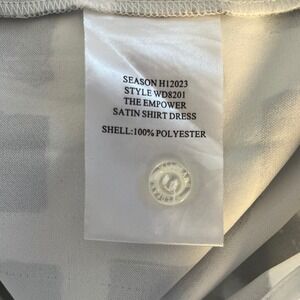 SEASON H12023
STYLE WD8201
THE EMPOWER
SATIN SHIRT DRESS
SHELL:100% POLYESTER